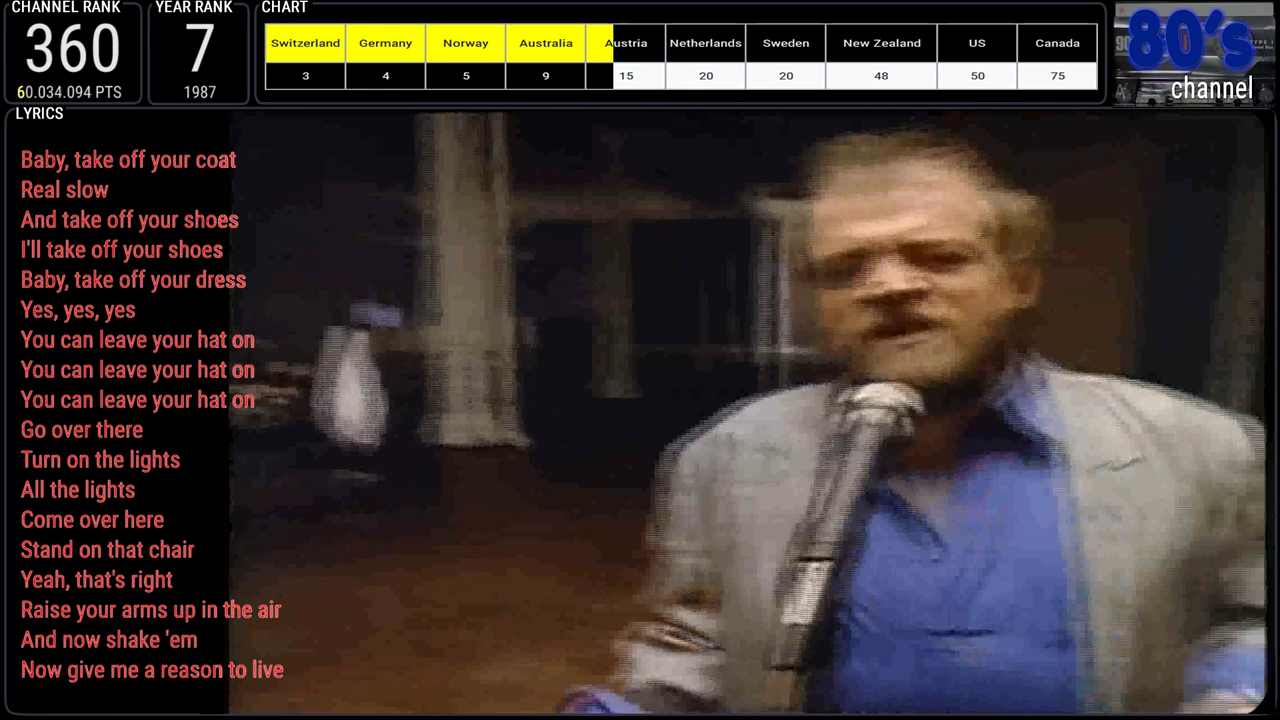 CHANNEL RANK
360
60.034.094 PTS
YEAR RANK
7
1987
CHART
Switzerland Germany Norway Australia Austria Netherlands Sweden New Zealand US Canada
3 4 5 9 15 20 20 48 50 75
80's
channel
LYRICS
Baby, take off your coat
Real slow
And take off your shoes
I'll take off your shoes
Baby, take off your dress
Yes, yes, yes
You can leave your hat on
You can leave your hat on
You can leave your hat on
Go over there
Turn on the lights
All the lights
Come over here
Stand on that chair
Yeah, that's right
Raise your arms up in the air
And now shake 'em
Now give me a reason to live